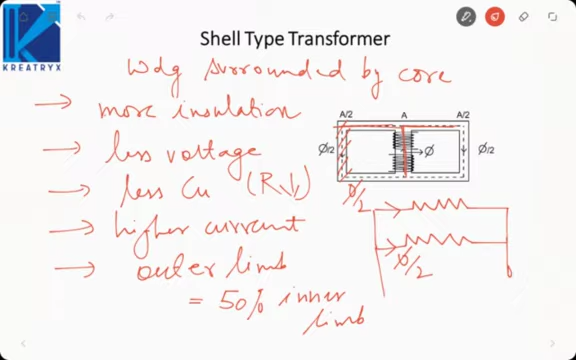 KREATRYX
Shell Type Transformer
Wdg surrounded by core
→ more insulation
→ less voltage
→ less Cu (R↓)
→ higher current
→ outer limb
= 50% inner
limb
A/2 A A/2
Ø/2 Ø Ø/2
Ø/2
Ø/2